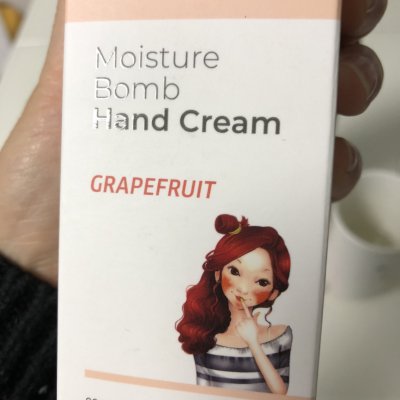 Moisture
Bomb
Hand Cream
GRAPEFRUIT